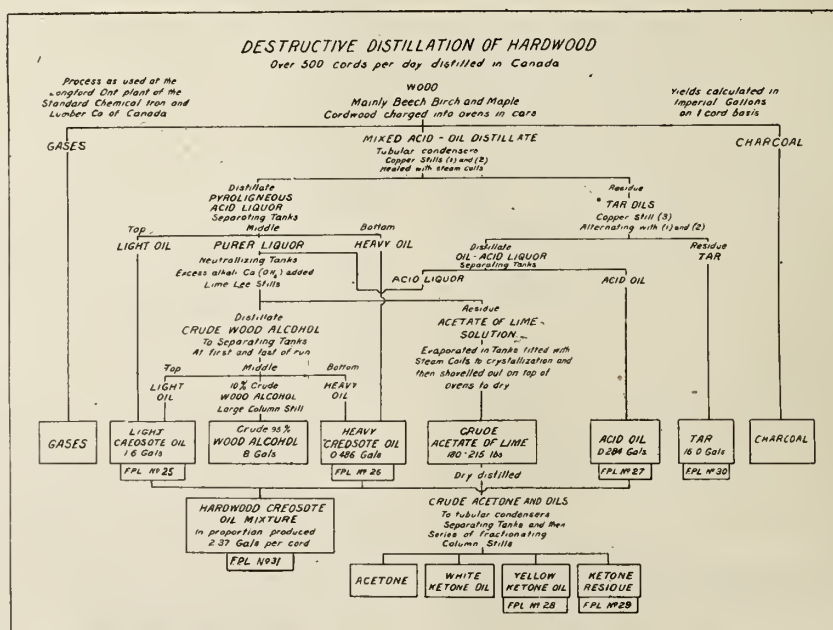 DESTRUCTIVE DISTILLATION OF HARDWOOD
Over 500 cords per day distilled in Canada
Process as used at the
Longford Ont plant of the
Standard Chemical Iron and
Lumber Co of Canada
WOOD
Mainly Beech Birch and Maple
Cordwood charged into ovens in cars
Yields calculated in
Imperial Gallons
on 1 cord basis
GASES
MIXED ACID - OIL DISTILLATE
Tubular condensers
Copper Stills (1) and (2)
Heated with steam coils
CHARCOAL
Distillate
PYROLIGNEOUS
ACID LIQUOR
Separating Tanks
Residue
TAR OILS
Copper Still (3)
Alternating with (1) and (2)
Top
LIGHT OIL
Middle
PURER LIQUOR
Neutralizing Tanks
Excess alkali Ca (OH2) added
Lime Lee Stills
Bottom
HEAVY OIL
Distillate
OIL-ACID LIQUOR
Separating Tanks
Residue
TAR
ACID LIQUOR
ACID OIL
Distillate
CRUDE WOOD ALCOHOL
To Separating Tanks
At first and last of run
Residue
ACETATE OF LIME
SOLUTION
Evaporated in Tanks fitted with
Steam Coils to crystallization and
then shovelled out on top of
ovens to dry
Top
LIGHT
OIL
Middle
10% Crude
WOOD ALCOHOL
Large Column Still
Bottom
HEAVY
OIL
GASES
LIGHT
CREOSOTE OIL
1 6 Gals
FPL Nº 25
Crude 95%
WOOD ALCOHOL
8 Gals
HEAVY
CREOSOTE OIL
0 486 Gals
FPL Nº 26
CRUDE
ACETATE OF LIME
180-215 lbs
ACID OIL
0 284 Gals
FPL Nº 27
TAR
16 0 Gals
FPL Nº 30
CHARCOAL
Dry distilled
HARDWOOD CREOSOTE
OIL MIXTURE
In proportion produced
2 37 Gals per cord
F.P.L Nº 31
CRUDE ACETONE AND OILS
To tubular condensers
Separating Tanks and then
Series of fractionating
Column Stills
ACETONE
WHITE
KETONE OIL
YELLOW
KETONE OIL
FPL Nº 28
KETONE
RESIDUE
FPL Nº 29